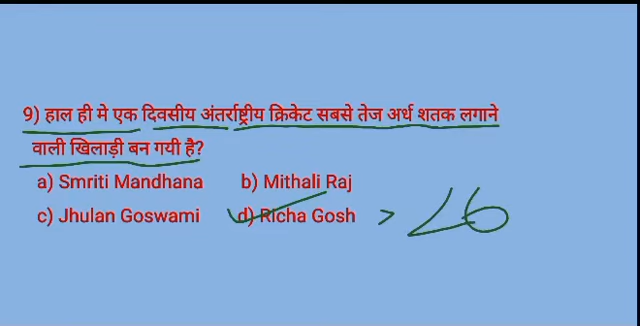 9) हाल ही मे एक दिवसीय अंतर्राष्ट्रीय क्रिकेट सबसे तेज अर्ध शतक लगाने
वाली खिलाड़ी बन गयी है?
a) Smriti Mandhana b) Mithali Raj
c) Jhulan Goswami d) Richa Gosh > 26